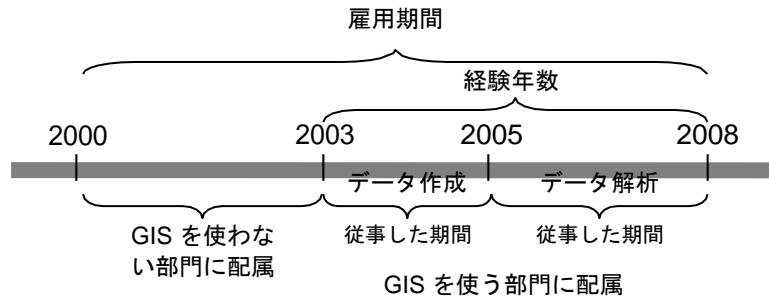 雇用期間
経験年数
2000 2003 2005 2008
データ作成 データ解析
GIS を使わな
い部門に配属
従事した期間 従事した期間
GIS を使う部門に配属